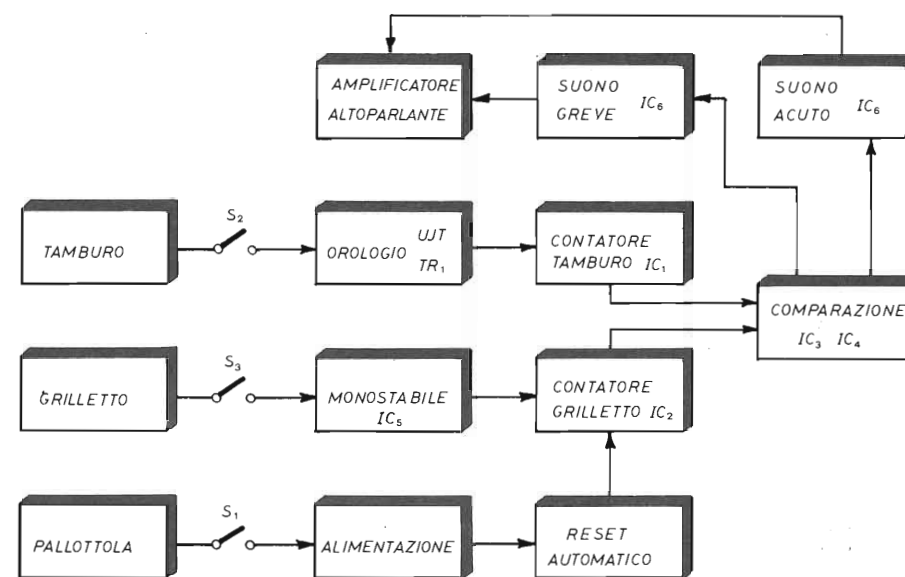 AMPLIFICATORE
ALTOPARLANTE
SUONO
GREVE IC6
SUONO
ACUTO IC6
TAMBURO
S2
OROLOGIO UJT
TR1
CONTATORE
TAMBURO IC1
COMPARAZIONE
IC3 IC4
GRILLETTO
S3
MONOSTABILE
IC5
CONTATORE
GRILLETTO IC2
PALLOTTOLA
S1
ALIMENTAZIONE
RESET
AUTOMATICO